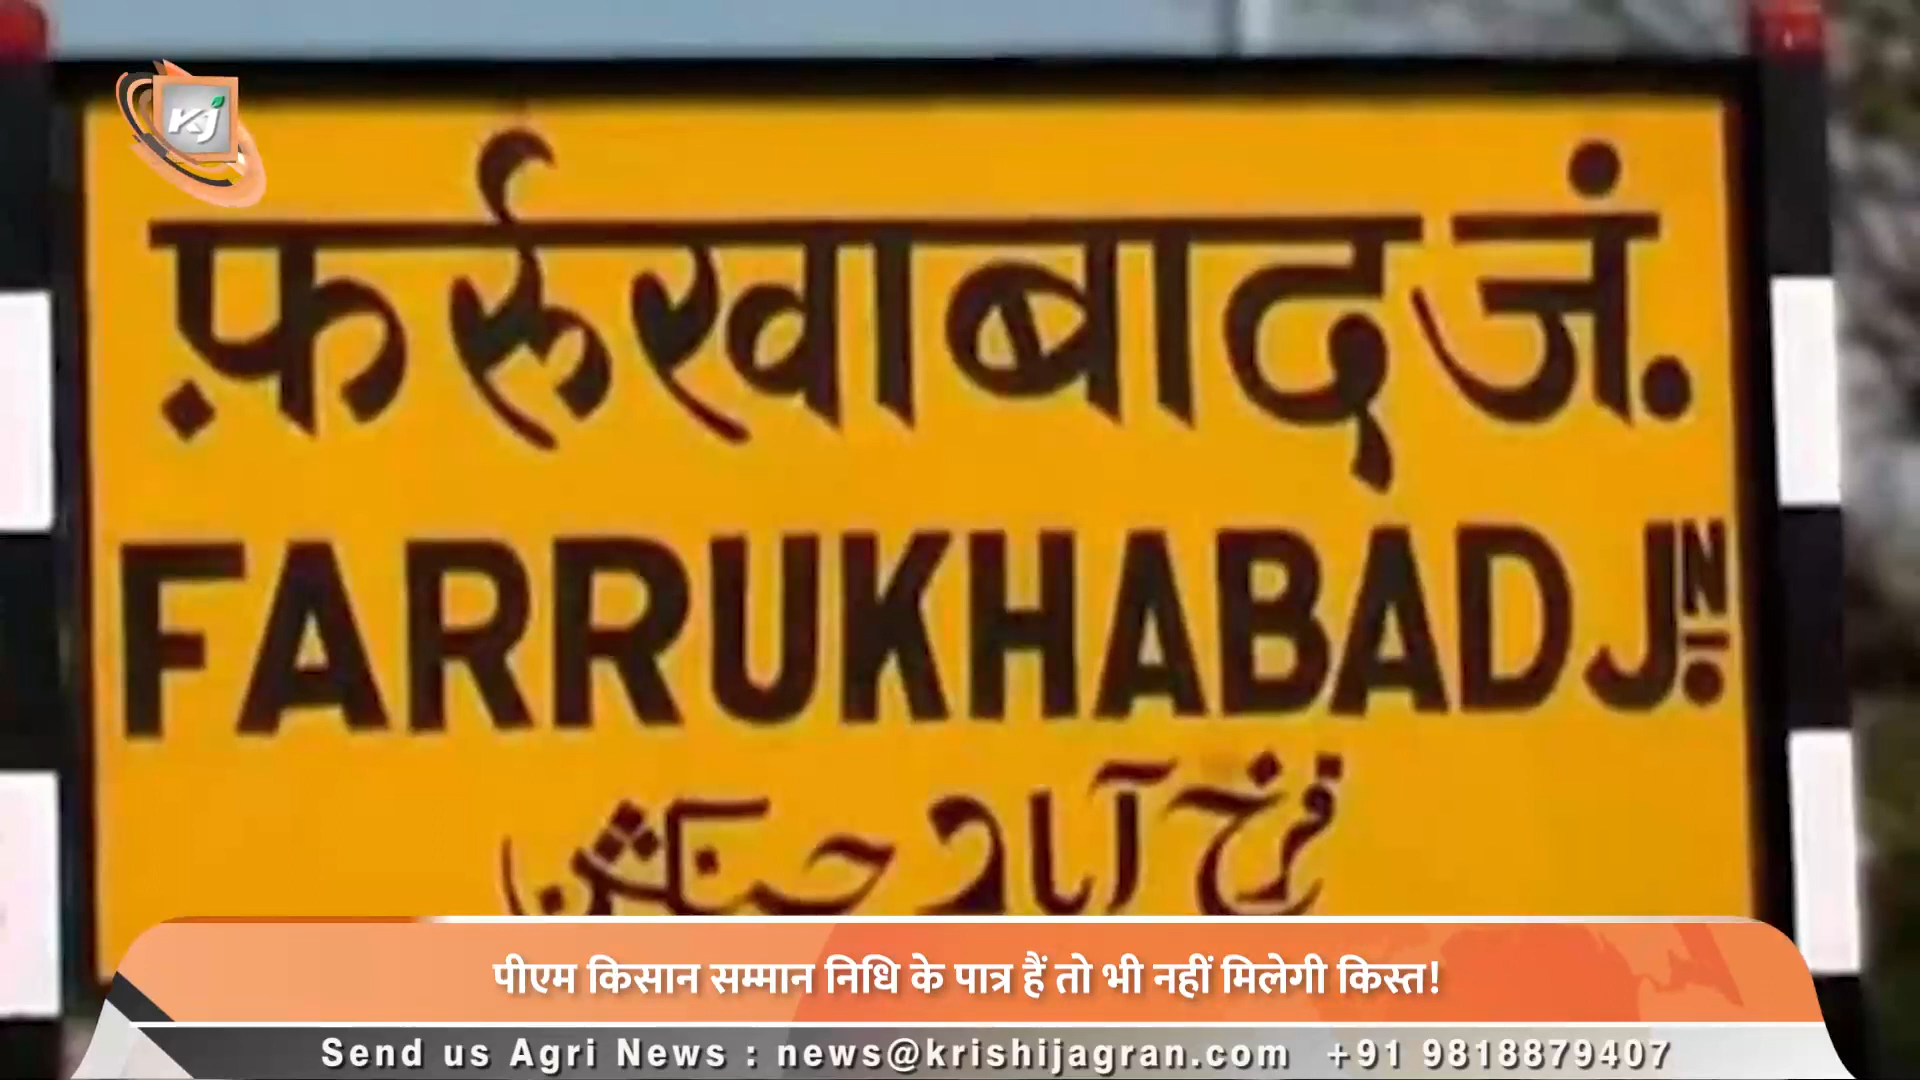 KJ
फ़र्रुखाबाद जं.
FARRUKHABAD JN.
فرخ آباد جنکشن
पीएम किसान सम्मान निधि के पात्र हैं तो भी नहीं मिलेगी किस्त!
Send us Agri News : news@krishijagran.com +91 9818879407